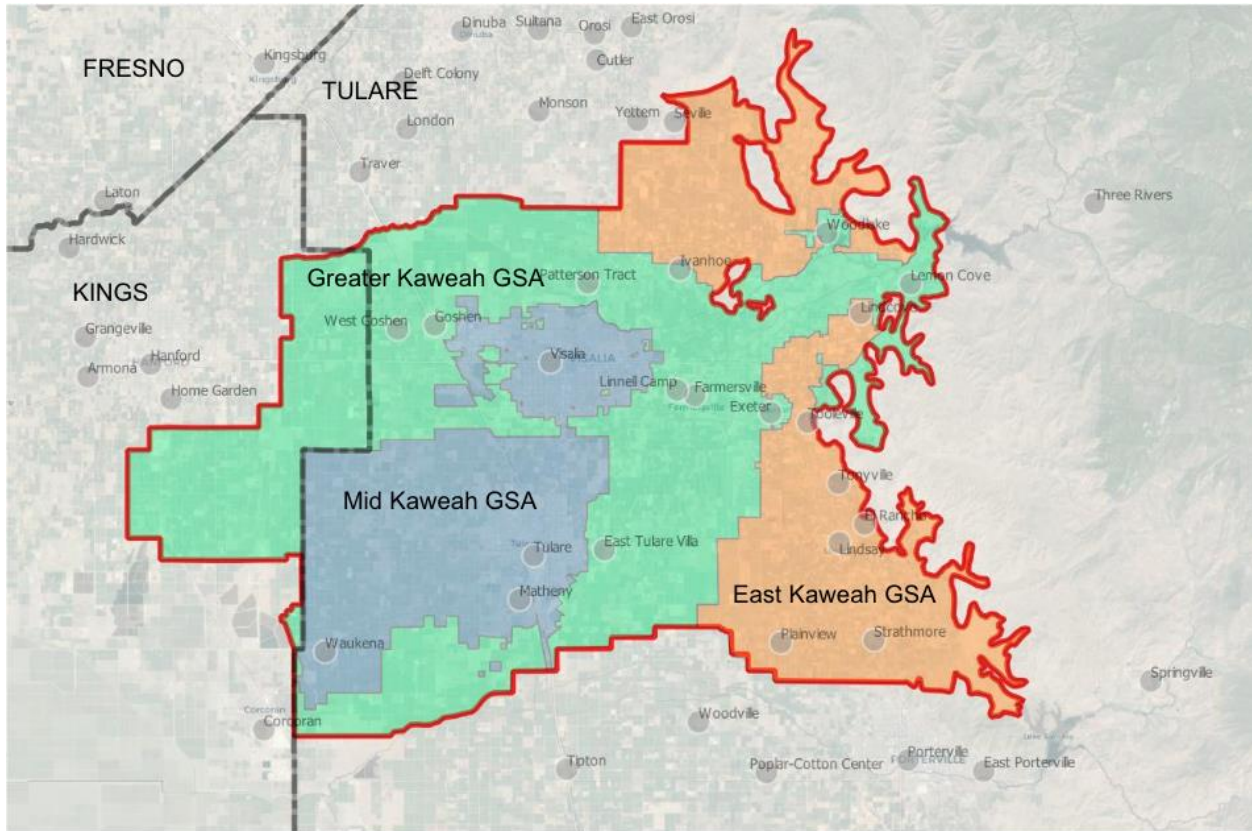 Dinuba
Sultana
Orosi
East Orosi
Dinuba
Kingsburg
Kingsburg
FRESNO
Cutler
Delft Colony
TULARE
Monson
Yettem
Seville
London
Traver
Laton
Three Rivers
Hardwick
Woodlake
Ivanhoe
Greater Kaweah GSA
Patterson Tract
Lemon Cove
KINGS
West Goshen
Goshen
Grangeville
Hanford
Armona
Visalia
Home Garden
Linnell Camp
Farmersville
Exeter
Tooleville
Tonyville
Mid Kaweah GSA
El Rancho
Tulare
East Tulare Villa
Lindsay
Matheny
East Kaweah GSA
Waukena
Plainview
Strathmore
Springville
Corcoran
Corcoran
Woodville
Tipton
Poplar-Cotton Center
Porterville
East Porterville